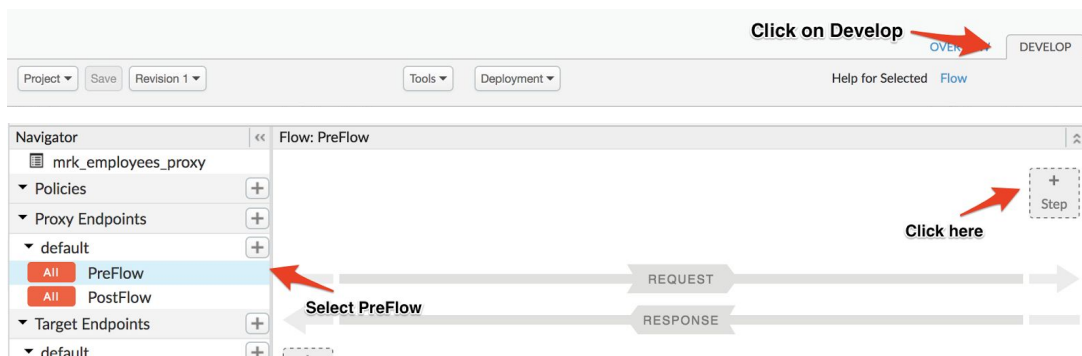 Click on Develop
OVERVIEW
DEVELOP
Project
Save
Revision 1
Tools
Deployment
Help for Selected Flow
Navigator
Flow: PreFlow
mrk_employees_proxy
Policies
+
Step
Proxy Endpoints
Click here
default
All PreFlow
REQUEST
All PostFlow
Select PreFlow
Target Endpoints
RESPONSE
default